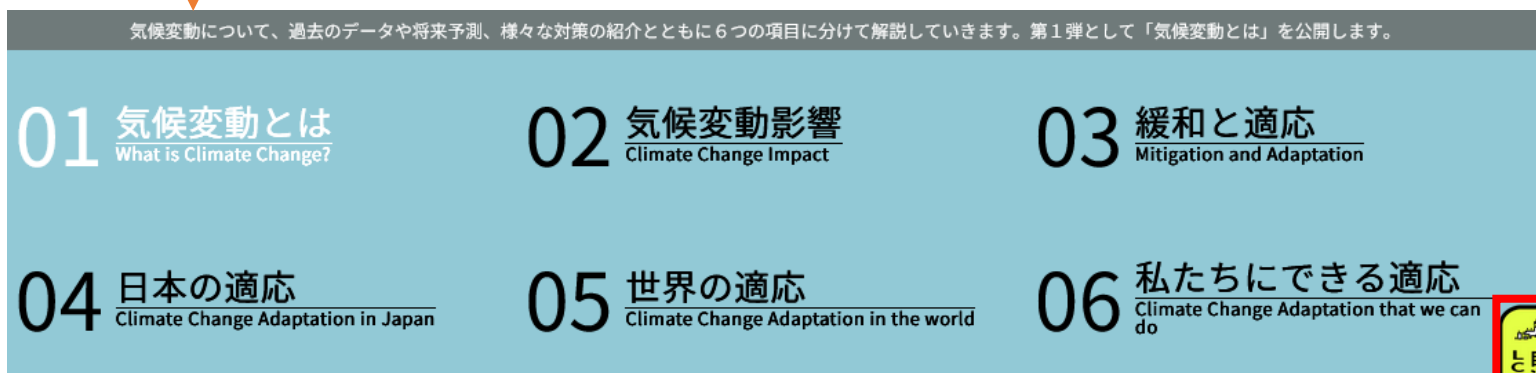 気候変動について、過去のデータや将来予測、様々な対策の紹介とともに６つの項目に分けて解説していきます。第１弾として「気候変動とは」を公開します。
01 気候変動とは
What is Climate Change?
02 気候変動影響
Climate Change Impact
03 緩和と適応
Mitigation and Adaptation
04 日本の適応
Climate Change Adaptation in Japan
05 世界の適応
Climate Change Adaptation in the world
06 私たちにできる適応
Climate Change Adaptation that we can
do